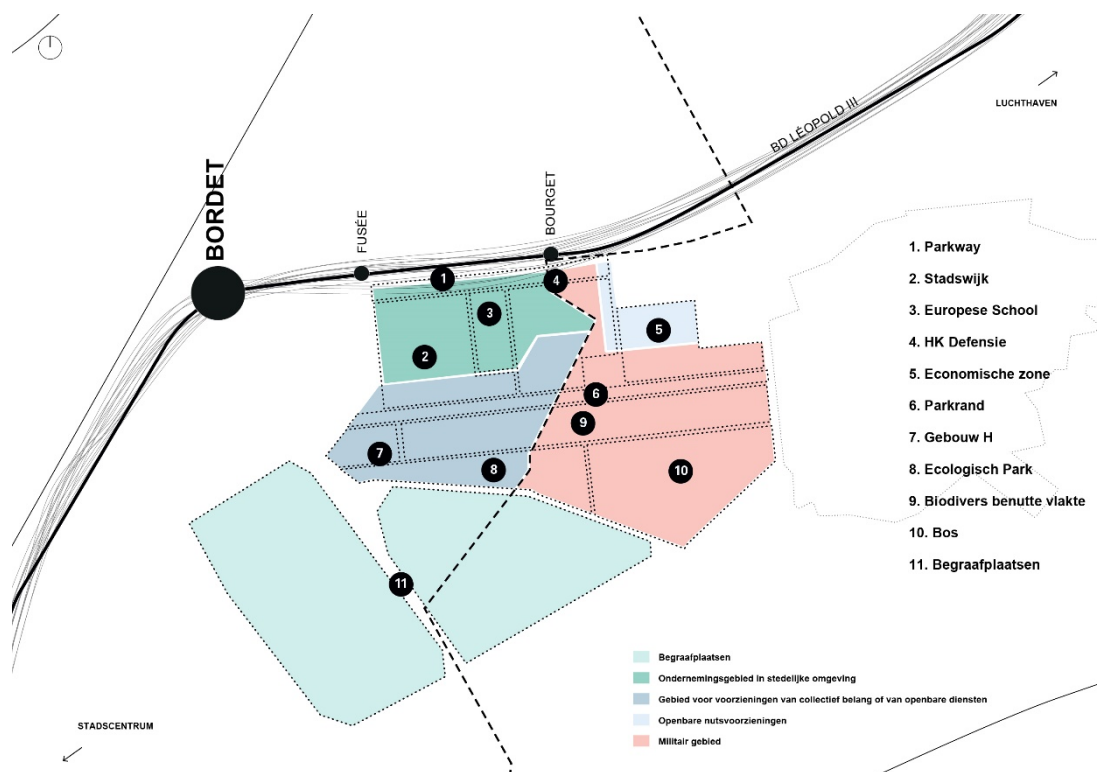 LUCHTHAVEN
BD LÉOPOLD III
BORDET
FUSÉE
BOURGET
1
2
3
4
5
6
7
8
9
10
11
1. Parkway
2. Stadswijk
3. Europese School
4. HK Defensie
5. Economische zone
6. Parkrand
7. Gebouw H
8. Ecologisch Park
9. Biodivers benutte vlakte
10. Bos
11. Begraafplaatsen
Begraafplaatsen
Ondernemingsgebied in stedelijke omgeving
Gebied voor voorzieningen van collectief belang of van openbare diensten
Openbare nutsvoorzieningen
Militair gebied
STADSCENTRUM